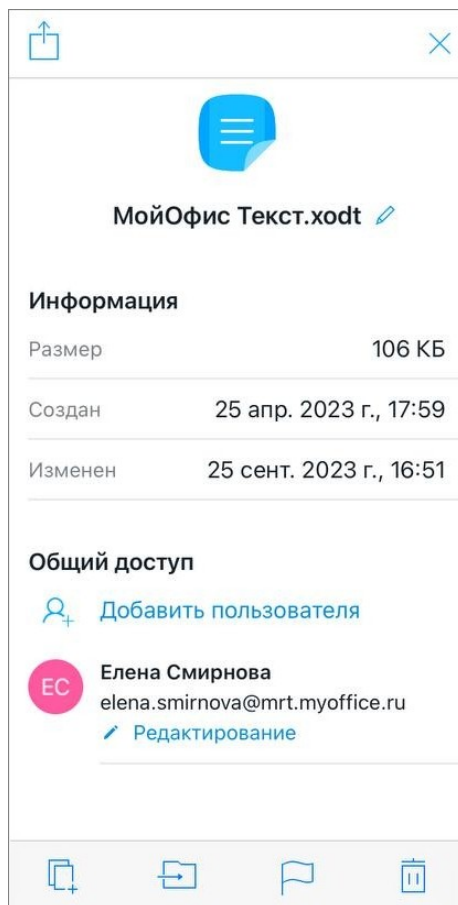 МойОфис Текст.xodt
Информация
Размер 106 КБ
Создан 25 апр. 2023 г., 17:59
Изменен 25 сент. 2023 г., 16:51
Общий доступ
Добавить пользователя
ЕС Елена Смирнова
elena.smirnova@mrt.myoffice.ru
Редактирование